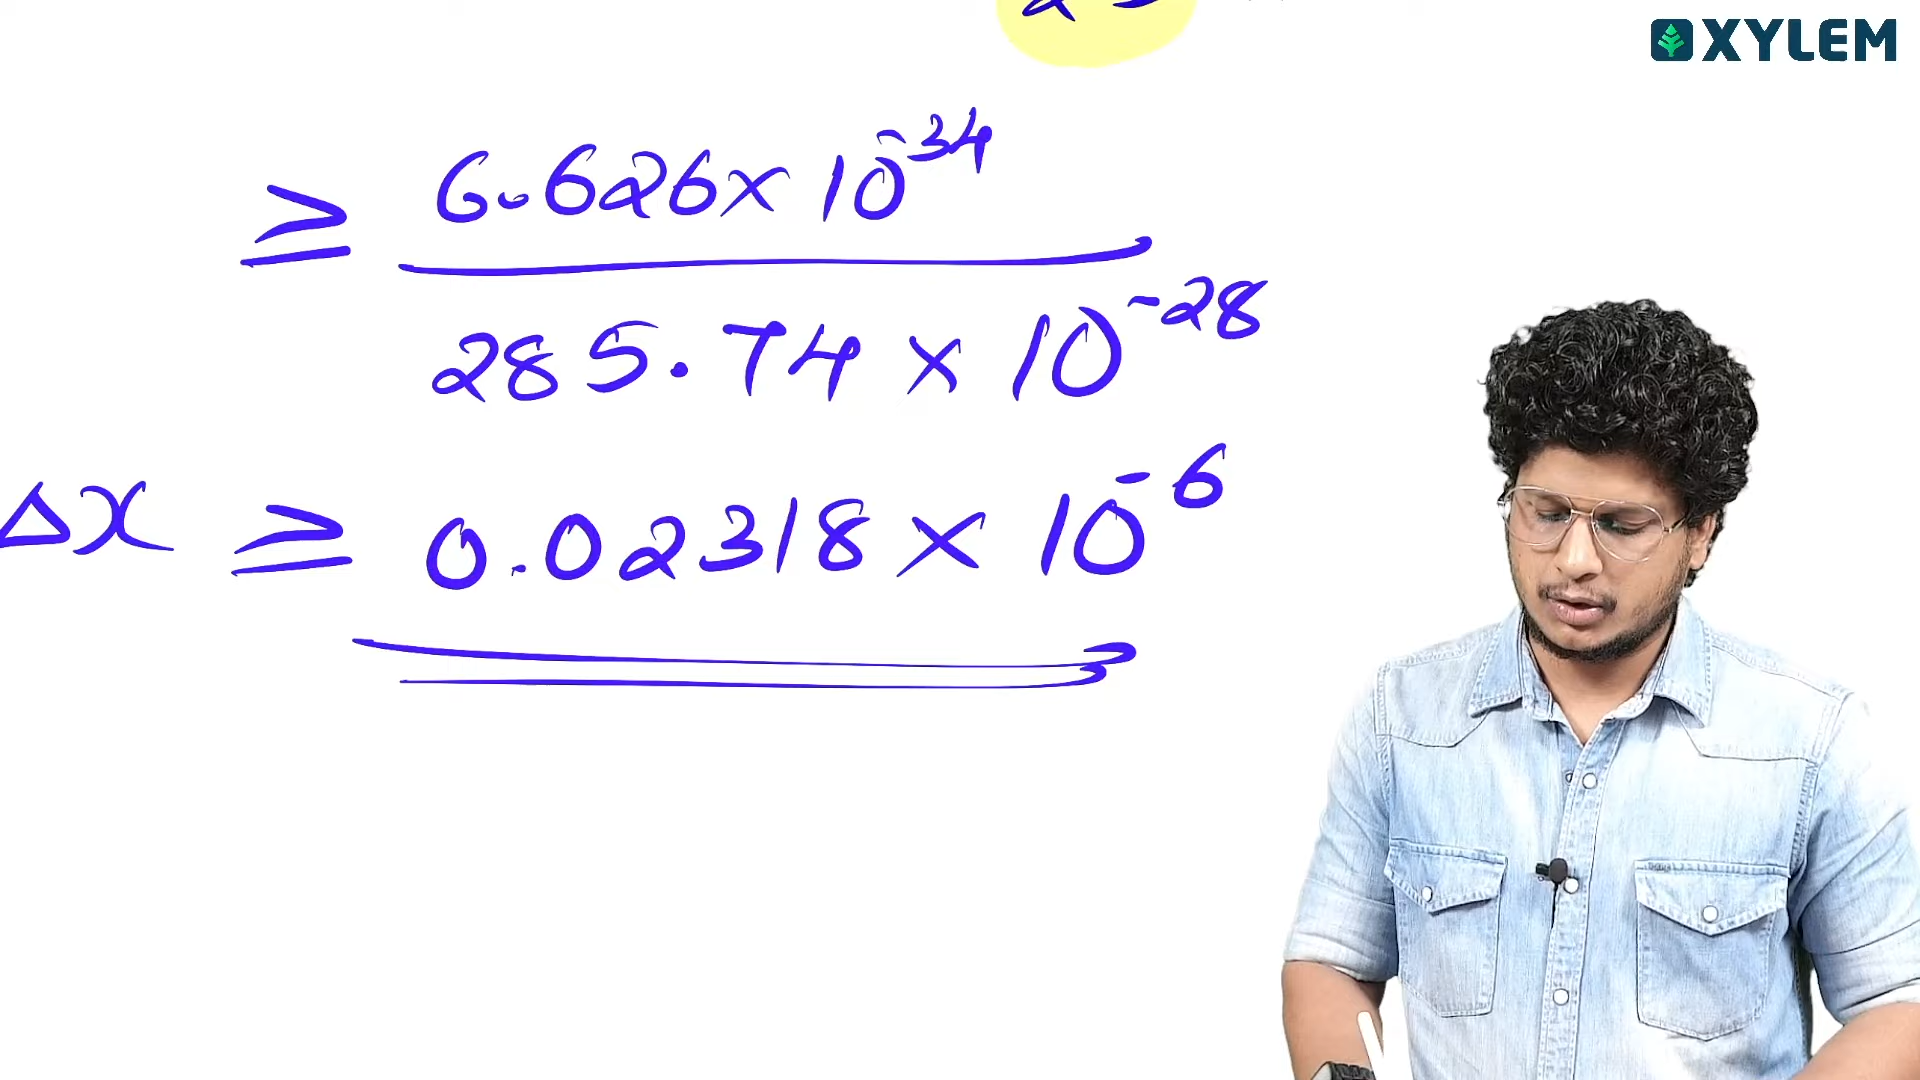 XYLEM
≥ 6.626 × 10⁻³⁴
285.74 × 10⁻²⁸
Δx ≥ 0.02318 × 10⁻⁶